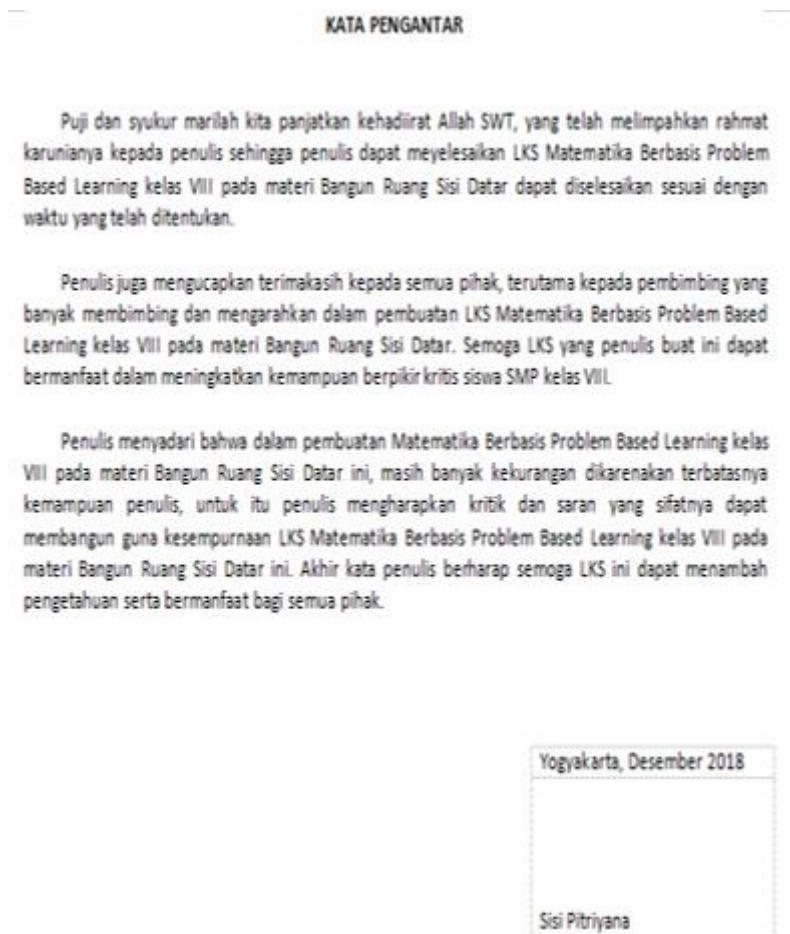 KATA PENGANTAR
Puji dan syukur marilah kita panjatkan kehadiirat Allah SWT, yang telah melimpahkan rahmat
karunianya kepada penulis sehingga penulis dapat meyelesaikan LKS Matematika Berbasis Problem
Based Learning kelas VIII pada materi Bangun Ruang Sisi Datar dapat diselesaikan sesuai dengan
waktu yang telah ditentukan.
Penulis juga mengucapkan terimakasih kepada semua pihak, terutama kepada pembimbing yang
banyak membimbing dan mengarahkan dalam pembuatan LKS Matematika Berbasis Problem Based
Learning kelas VIII pada materi Bangun Ruang Sisi Datar. Semoga LKS yang penulis buat ini dapat
bermanfaat dalam meningkatkan kemampuan berpikir kritis siswa SMP kelas VIII.
Penulis menyadari bahwa dalam pembuatan Matematika Berbasis Problem Based Learning kelas
VIII pada materi Bangun Ruang Sisi Datar ini, masih banyak kekurangan dikarenakan terbatasnya
kemampuan penulis, untuk itu penulis mengharapkan kritik dan saran yang sifatnya dapat
membangun guna kesempurnaan LKS Matematika Berbasis Problem Based Learning kelas VIII pada
materi Bangun Ruang Sisi Datar ini. Akhir kata penulis berharap semoga LKS ini dapat menambah
pengetahuan serta bermanfaat bagi semua pihak.
Yogyakarta, Desember 2018
Sisi Pitriyana